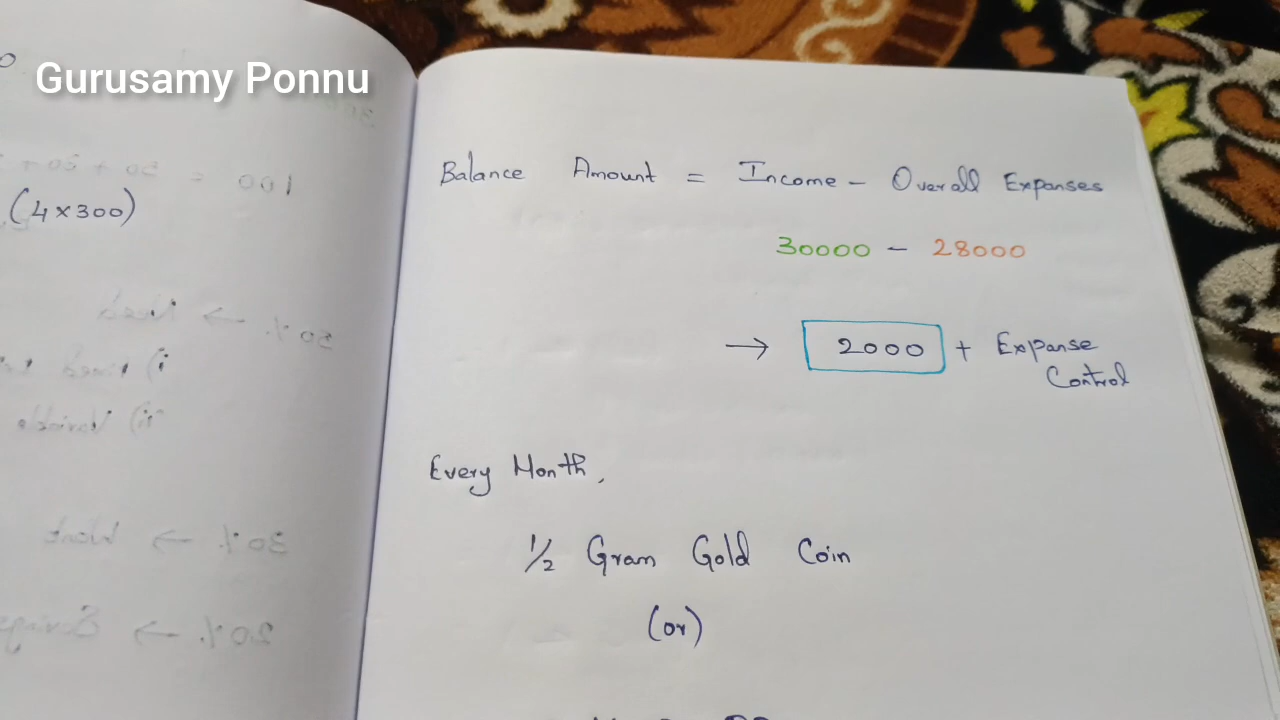 Gurusamy Ponnu
(4x300)
Balance Amount = Income - Overall Expanses
30000 - 28000
→ 2000 + Expanse
Control
Every Month,
1/2 Gram Gold Coin
(or)